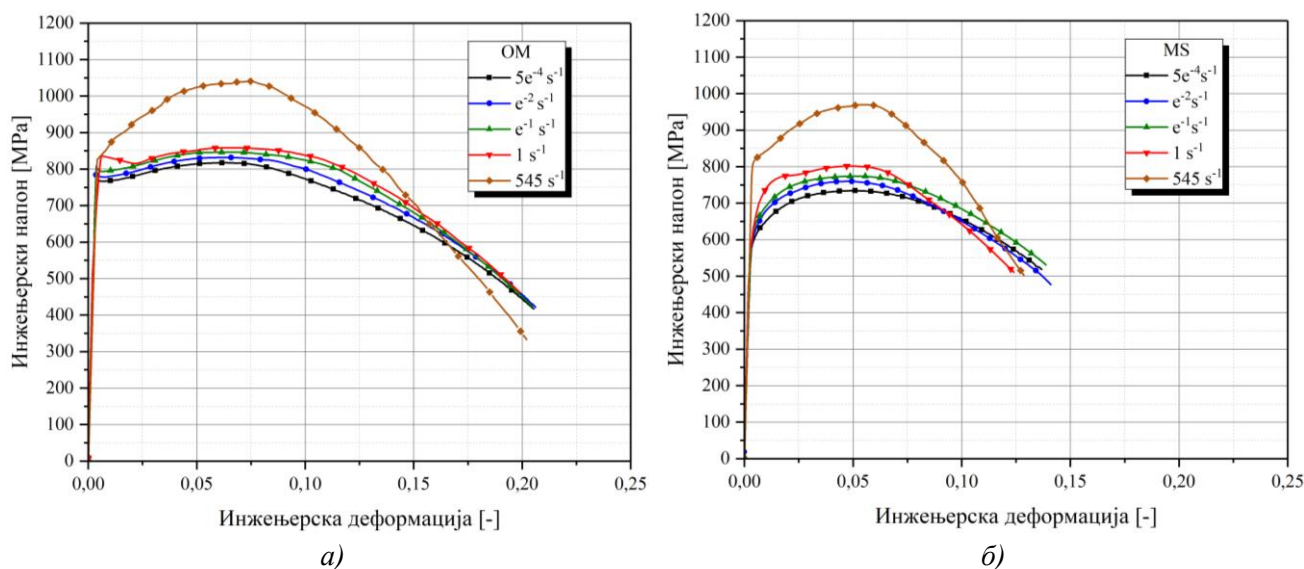 1200
1100
1000
900
800
700
600
500
400
300
200
100
0
Инжењерски напон [MPa]
OM
5e⁻⁴ s⁻¹
e⁻² s⁻¹
e⁻¹ s⁻¹
1 s⁻¹
545 s⁻¹
0,00 0,05 0,10 0,15 0,20 0,25
Инжењерска деформација [-]
а)
1200
1100
1000
900
800
700
600
500
400
300
200
100
0
Инжењерски напон [MPa]
MS
5e⁻⁴s⁻¹
e⁻²s⁻¹
e⁻¹s⁻¹
1 s⁻¹
545 s⁻¹
0,00 0,05 0,10 0,15 0,20 0,25
Инжењерска деформација [-]
б)